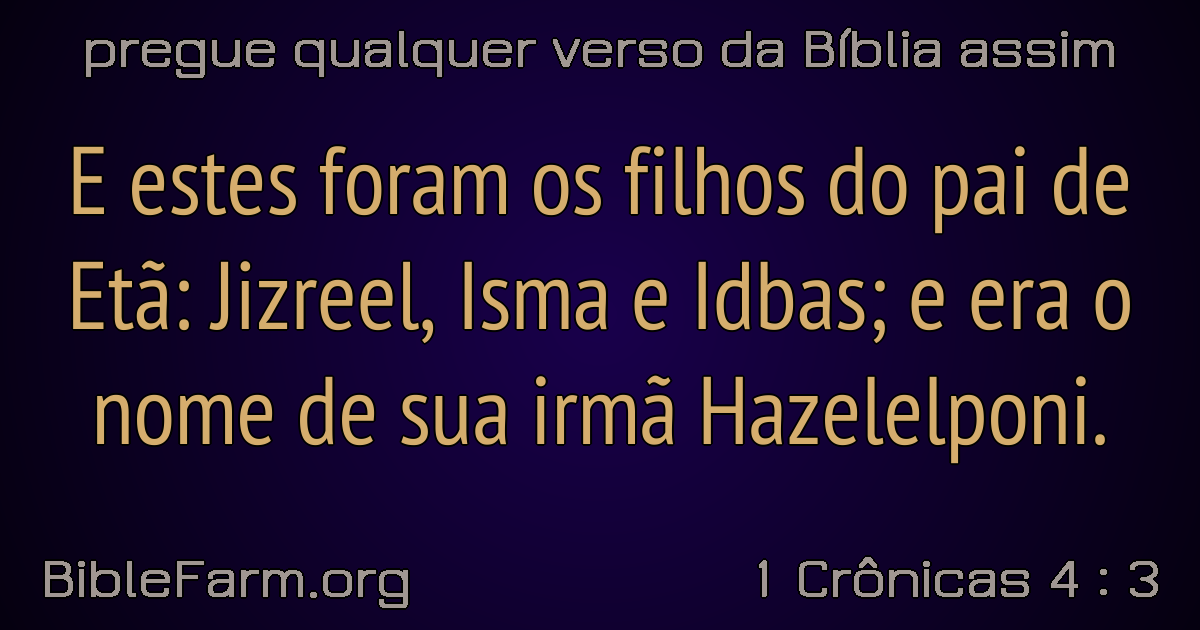 pregue qualquer verso da Bíblia assim
E estes foram os filhos do pai de
Etã: Jizreel, Isma e Idbas; e era o
nome de sua irmã Hazelelponi.
BibleFarm.org
1 Crônicas 4 : 3